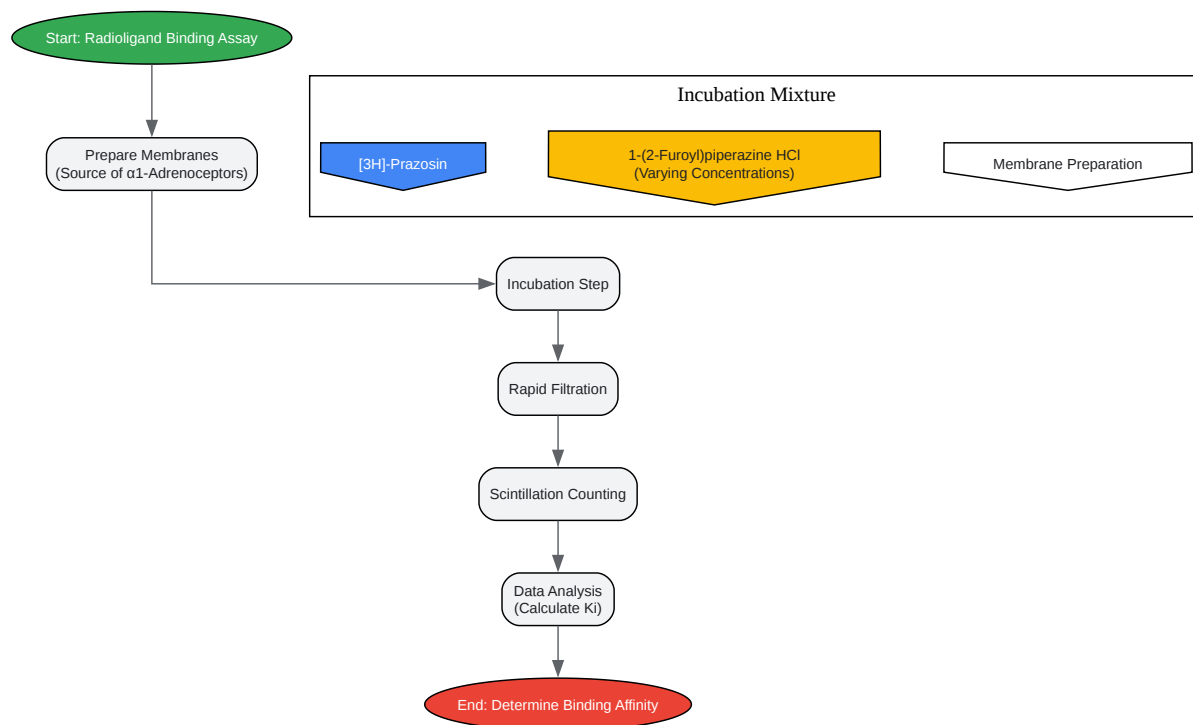 Start: Radioligand Binding Assay
Incubation Mixture
Prepare Membranes
(Source of α1-Adrenoceptors)
[3H]-Prazosin
1-(2-Furoyl)piperazine HCl
(Varying Concentrations)
Membrane Preparation
Incubation Step
Rapid Filtration
Scintillation Counting
Data Analysis
(Calculate Ki)
End: Determine Binding Affinity